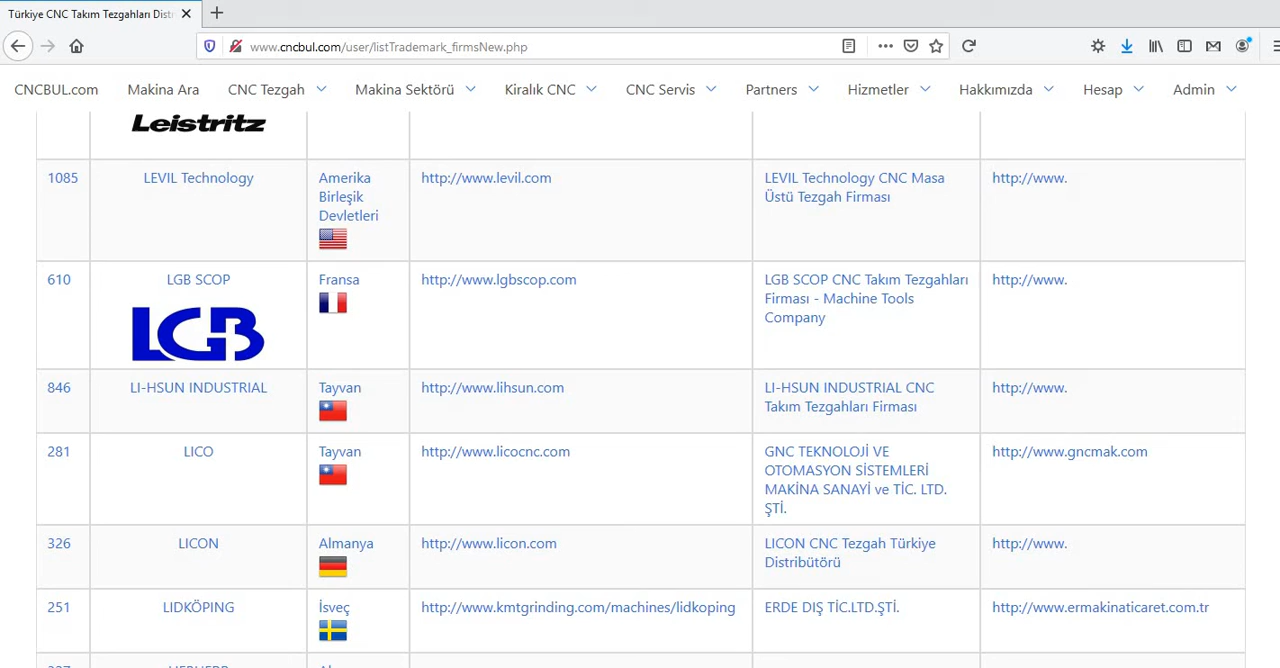 Türkiye CNC Takım Tezgahları Distr
www.cncbul.com/user/listTrademark_firmsNew.php
CNCBUL.com Makina Ara CNC Tezgah Makina Sektörü Kiralık CNC CNC Servis Partners Hizmetler Hakkımızda Hesap Admin
Leistritz
1085 LEVIL Technology Amerika http://www.levil.com LEVIL Technology CNC Masa http://www.
Birleşik Üstü Tezgah Firması
Devletleri
610 LGB SCOP Fransa http://www.lgbscop.com LGB SCOP CNC Takım Tezgahları http://www.
Firması - Machine Tools
Company
LGB
846 LI-HSUN INDUSTRIAL Tayvan http://www.lihsun.com LI-HSUN INDUSTRIAL CNC http://www.
Takım Tezgahları Firması
281 LICO Tayvan http://www.licocnc.com GNC TEKNOLOJİ VE http://www.gncmak.com
OTOMASYON SİSTEMLERİ
MAKİNA SANAYİ ve TİC. LTD.
ŞTİ.
326 LICON Almanya http://www.licon.com LICON CNC Tezgah Türkiye http://www.
Distribütörü
251 LIDKÖPING İsveç http://www.kmtgrinding.com/machines/lidkoping ERDE DIŞ TİC.LTD.ŞTİ. http://www.ermakinaticaret.com.tr